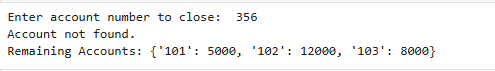 Enter account number to close:  356
Account not found.
Remaining Accounts: {'101': 5000, '102': 12000, '103': 8000}